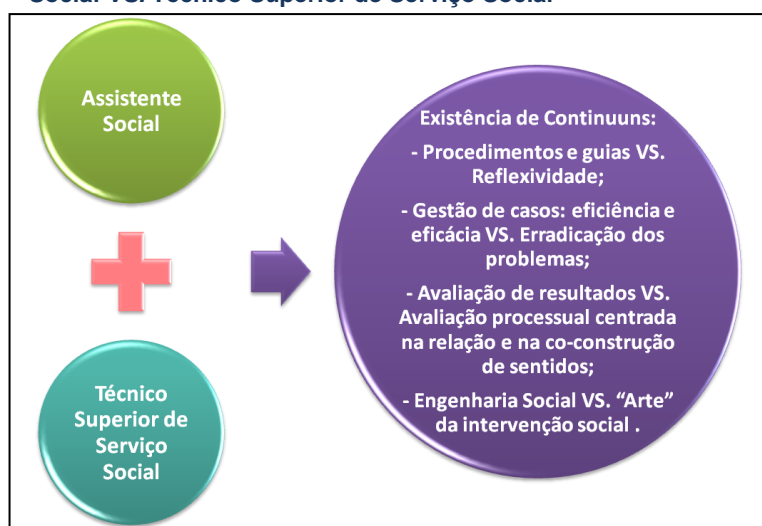 Social VS. Técnico Superior de Serviço Social
Assistente
Social
Técnico
Superior de
Serviço
Social
Existência de Continuuns:
- Procedimentos e guias VS.
Reflexividade;
- Gestão de casos: eficiência e
eficácia VS. Erradicação dos
problemas;
- Avaliação de resultados VS.
Avaliação processual centrada
na relação e na co-construção
de sentidos;
- Engenharia Social VS. “Arte”
da intervenção social .